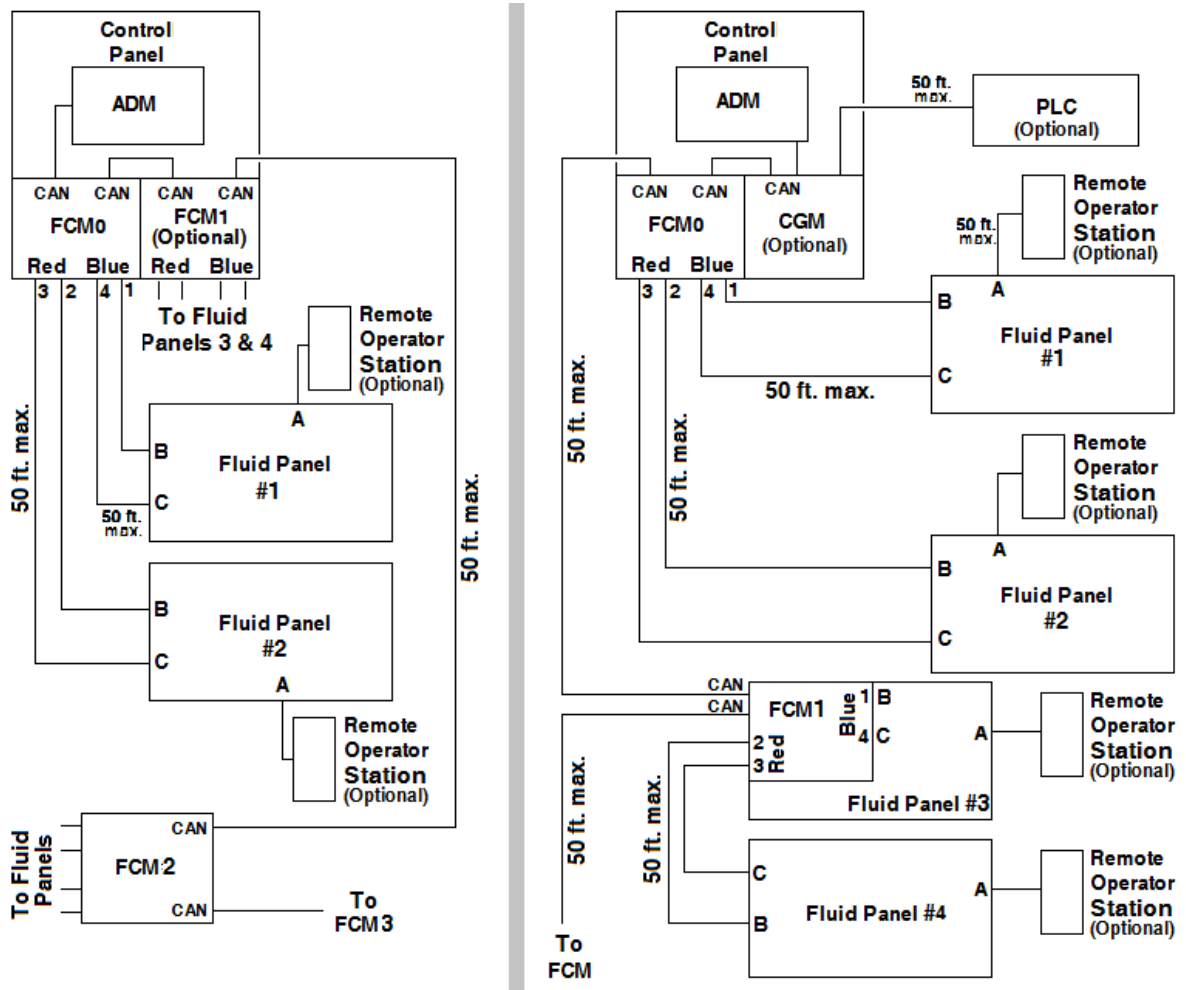 Control
Panel
ADM
CAN CAN CAN CAN
FCM0
FCM1
(Optional)
Red Blue Red Blue
3 2 4 1
To Fluid
Panels 3 & 4
Remote
Operator
Station
(Optional)
A
B
Fluid Panel
#1
C
50 ft.
max.
50 ft. max.
50 ft. max.
B
Fluid Panel
#2
C
A
Remote
Operator
Station
(Optional)
To Fluid
Panels
CAN
FCM2
CAN
To
FCM3
Control
Panel
ADM
50 ft.
max.
PLC
(Optional)
CAN CAN CAN
FCM0
CGM
(Optional)
Red Blue
3 2 4 1
Remote
Operator
Station
(Optional)
50 ft.
max.
A
B
Fluid Panel
#1
C
50 ft. max.
50 ft. max.
50 ft. max.
Remote
Operator
Station
(Optional)
A
B
Fluid Panel
#2
C
CAN
CAN
FCM1
Blue
1 B
4 C
2
3
Red
A
Fluid Panel #3
Remote
Operator
Station
(Optional)
50 ft. max.
50 ft. max.
C
A
Fluid Panel #4
B
Remote
Operator
Station
(Optional)
To
FCM